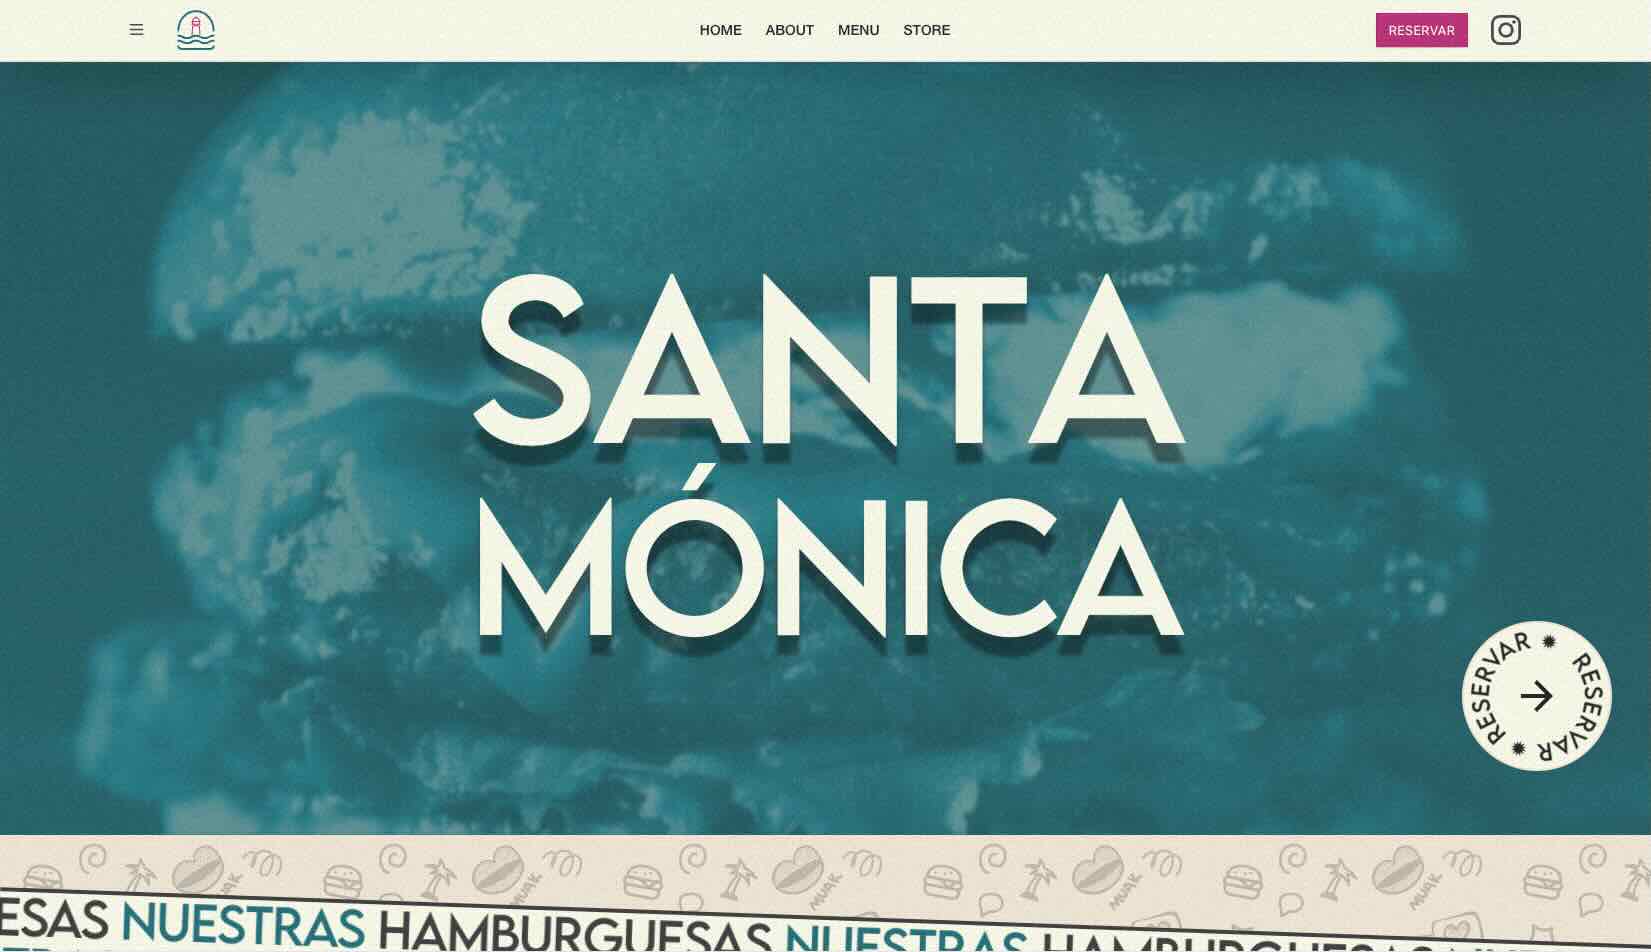 HOME ABOUT MENU STORE
RESERVAR
SANTA
MÓNICA
RESERVAR ✹ RESERVAR ✹
MUAK MUAK MUAK MUAK MUAK
ESAS NUESTRAS HAMBURGUESAS NUESTRAS HAMBURGUESAS